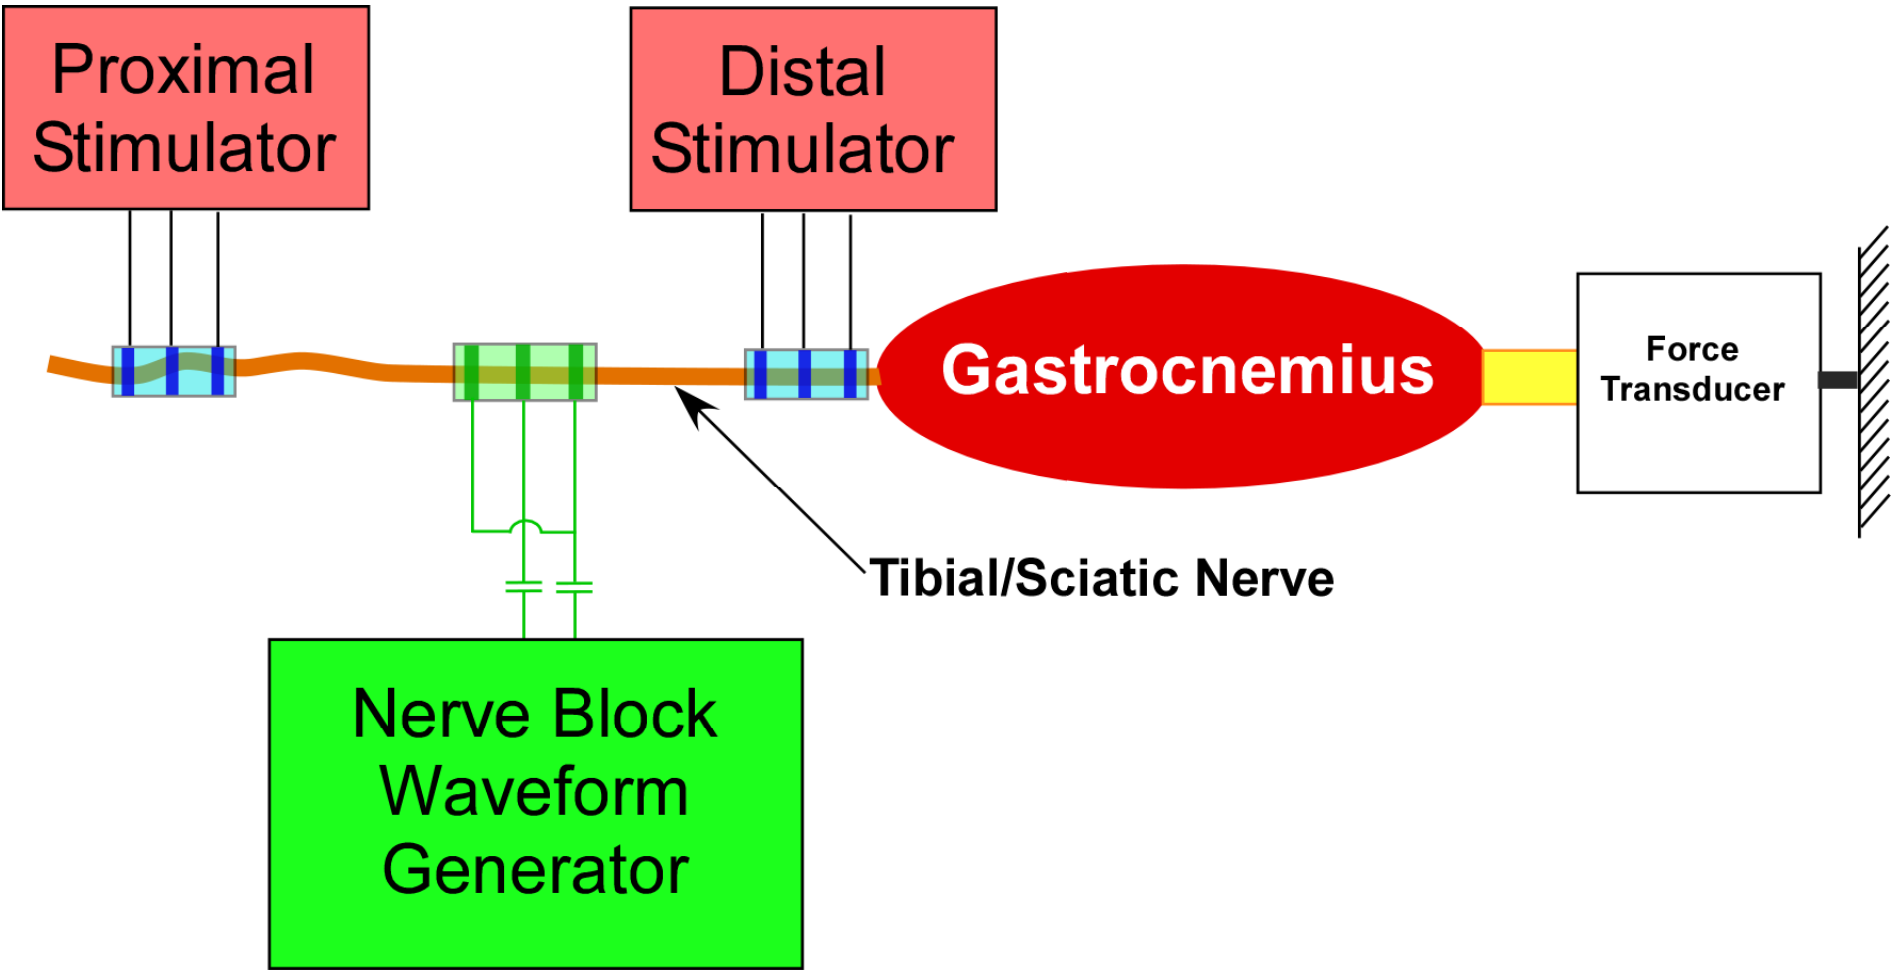 Proximal
Stimulator
Distal
Stimulator
Gastrocnemius
Force
Transducer
Tibial/Sciatic Nerve
Nerve Block
Waveform
Generator